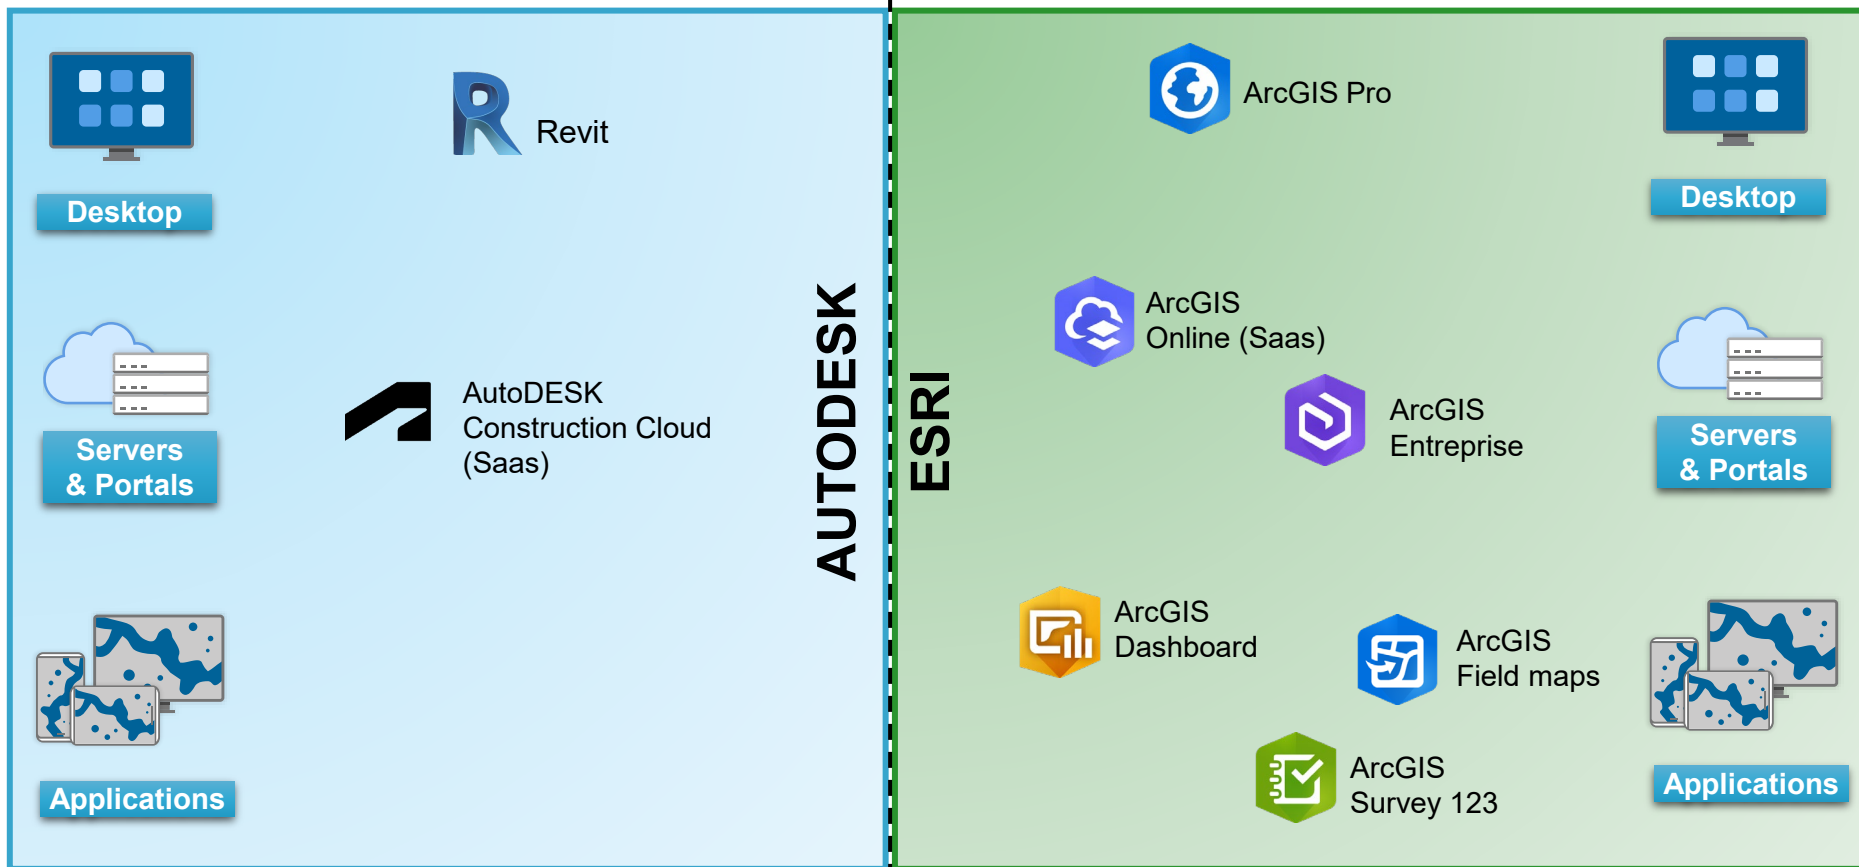 Revit
Desktop
AutoDESK
Construction Cloud
(Saas)
Servers
& Portals
Applications
AUTODESK
ESRI
ArcGIS Pro
Desktop
ArcGIS
Online (Saas)
ArcGIS
Entreprise
Servers
& Portals
ArcGIS
Dashboard
ArcGIS
Field maps
ArcGIS
Survey 123
Applications